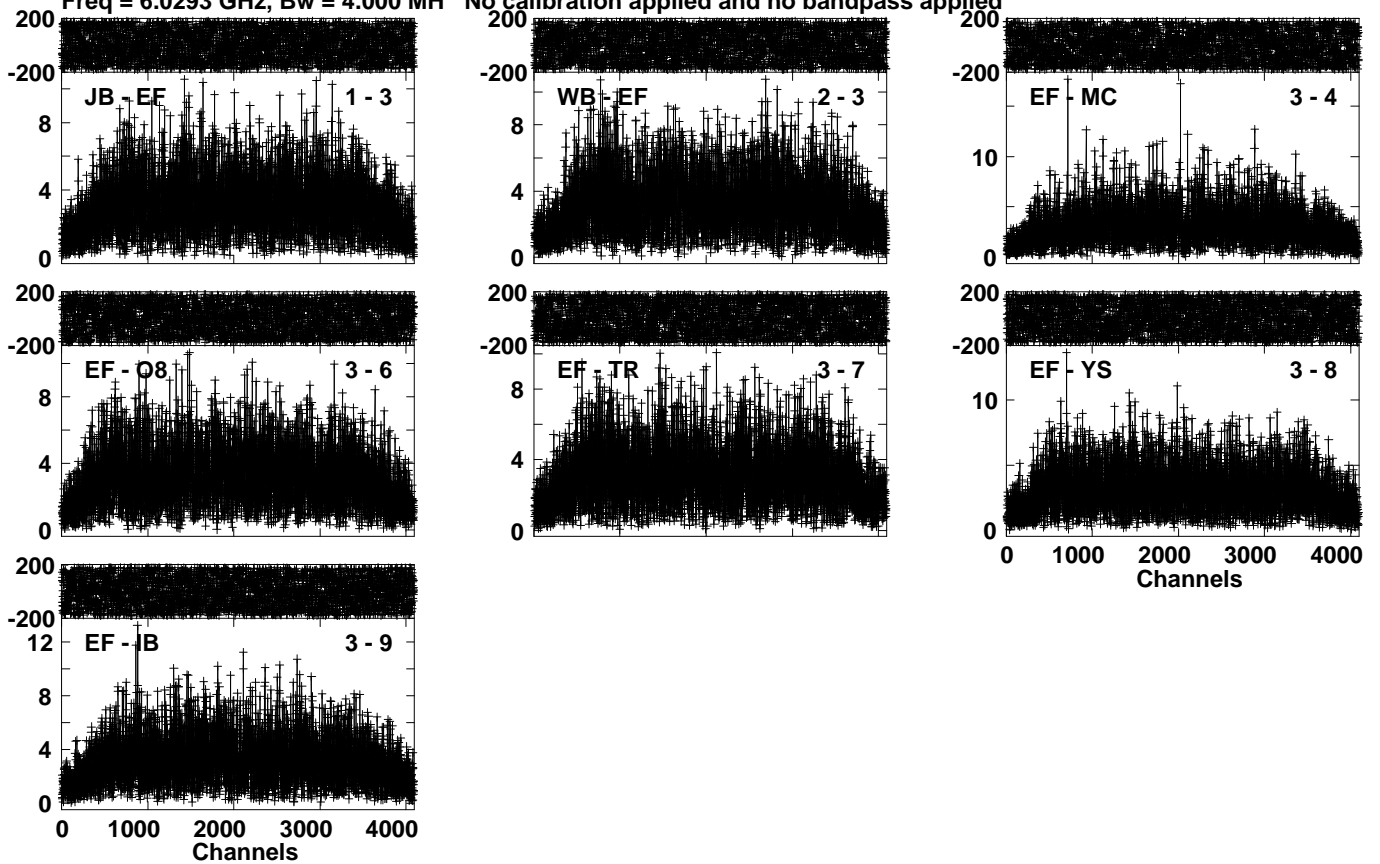 Freq = 6.0293 GHz, Bw = 4.000 MH No calibration applied and no bandpass applied
200
-200
JB - EF 1 - 3
8
4
0
200
-200
WB - EF 2 - 3
8
4
0
200
-200
EF - MC 3 - 4
10
0
200
-200
EF - O8 3 - 6
8
4
0
200
-200
EF - TR 3 - 7
8
4
0
200
-200
EF - YS 3 - 8
10
0
0 1000 2000 3000 4000
Channels
200
-200
EF - IB 3 - 9
12
8
4
0
0 1000 2000 3000 4000
Channels